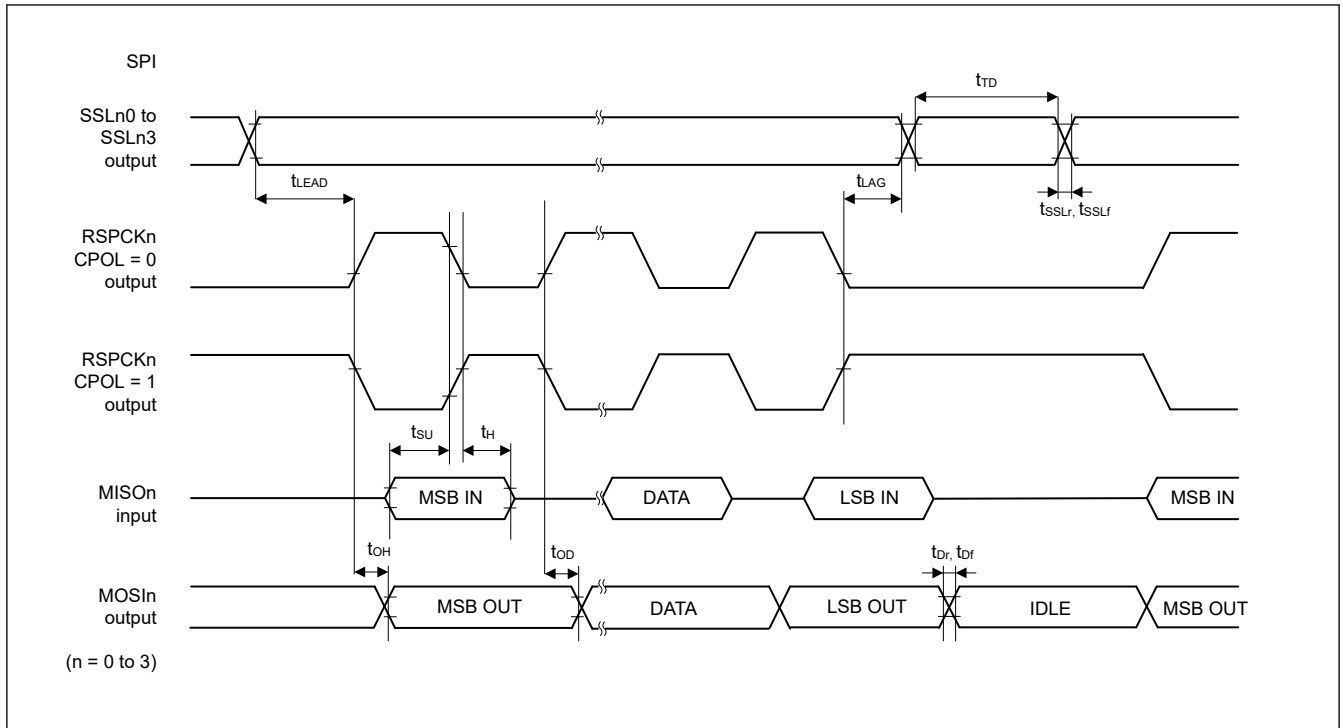 SPI
tTD
SSLn0 to
SSLn3
output
tLEAD
tLAG
tSSLr, tSSLf
RSPCKn
CPOL = 0
output
RSPCKn
CPOL = 1
output
tSU
tH
MISOn
input
MSB IN
DATA
LSB IN
MSB IN
tOH
tOD
tDr, tDf
MOSIn
output
MSB OUT
DATA
LSB OUT
IDLE
MSB OUT
(n = 0 to 3)